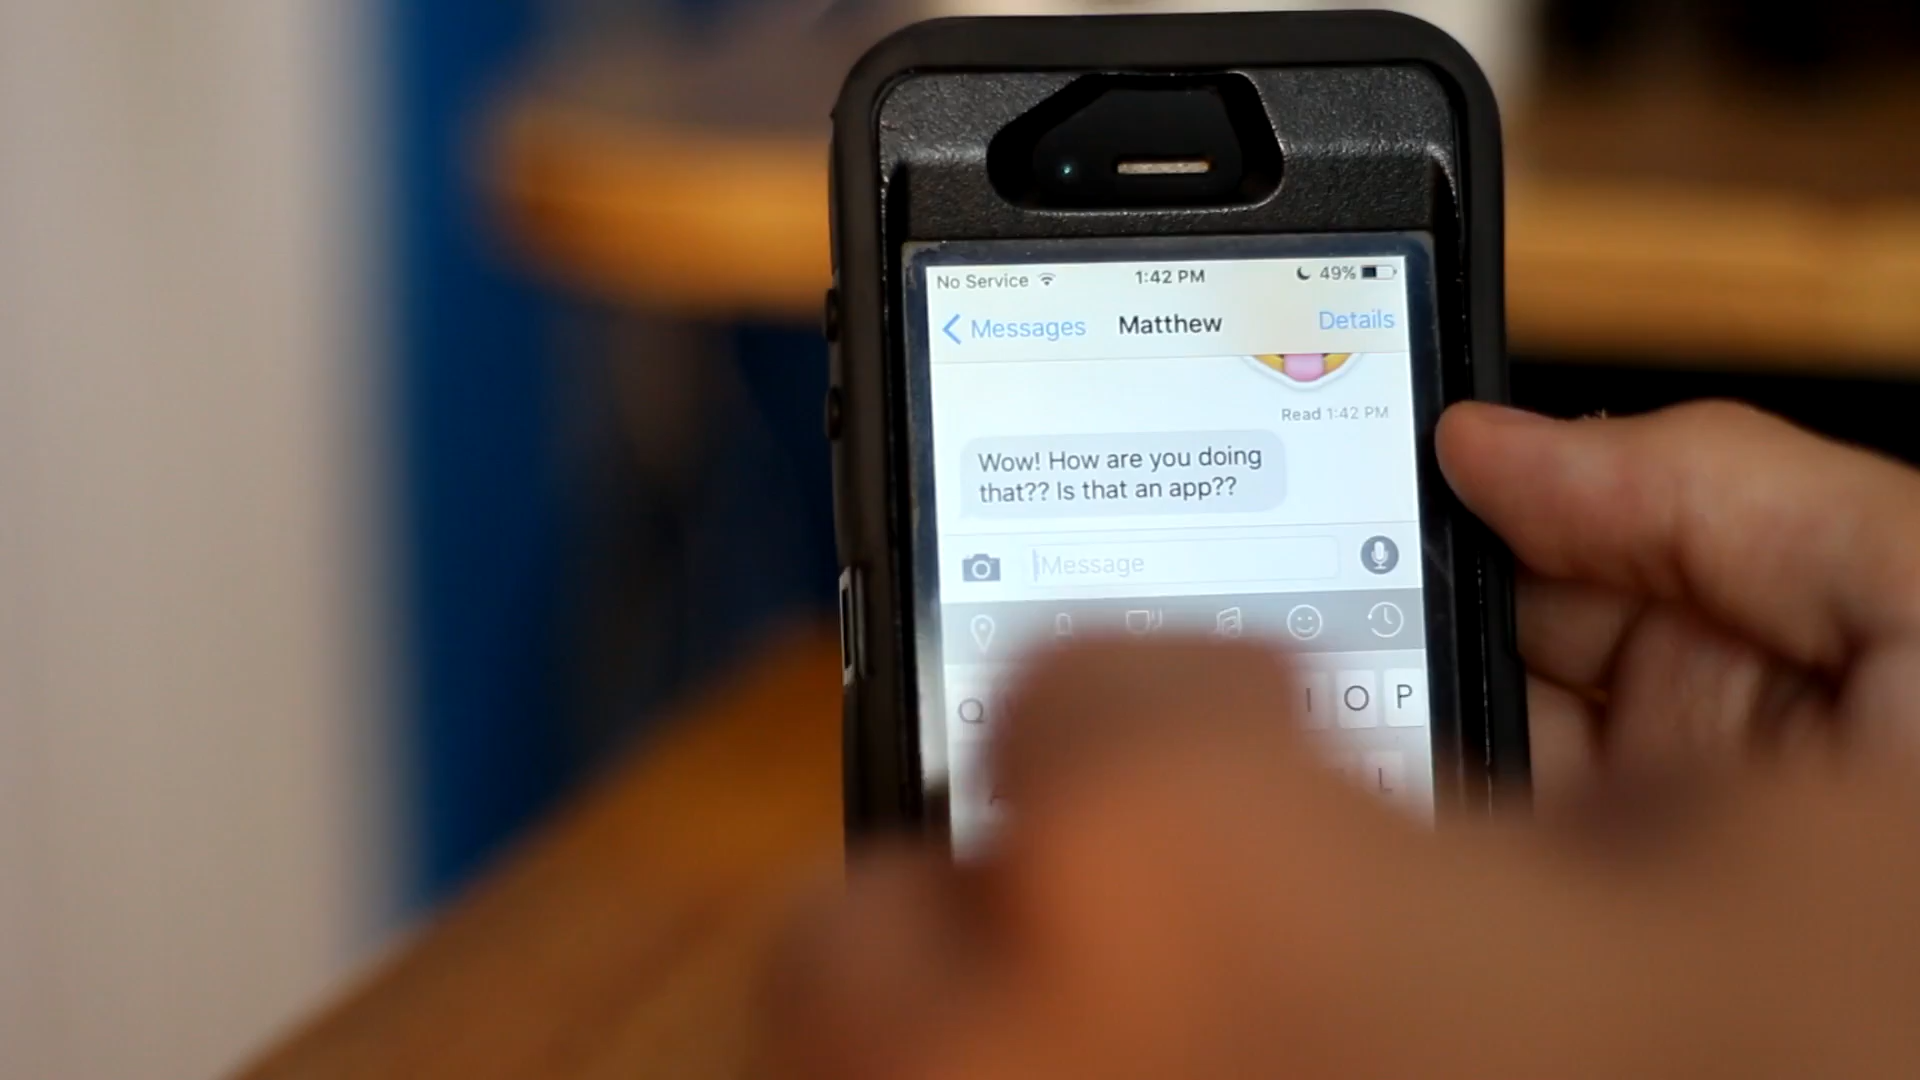 No Service 1:42 PM 49%
Messages Matthew Details
Read 1:42 PM
Wow! How are you doing
that?? Is that an app??
Message
Q I O P
L